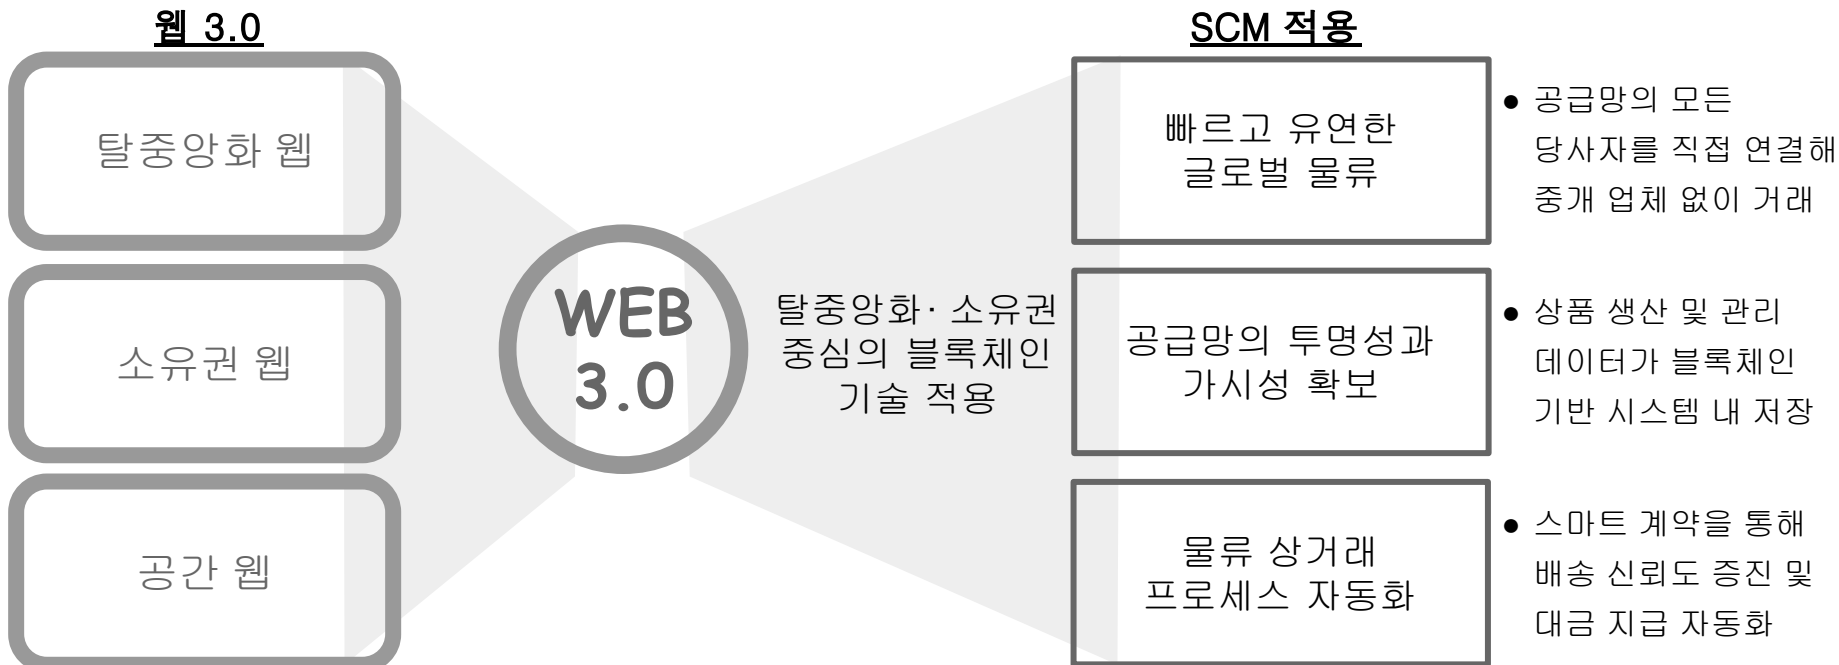 웹 3.0
탈중앙화 웹
소유권 웹
공간 웹
WEB
3.0
탈중앙화· 소유권
중심의 블록체인
기술 적용
SCM 적용
빠르고 유연한
글로벌 물류
● 공급망의 모든
당사자를 직접 연결해
중개 업체 없이 거래
공급망의 투명성과
가시성 확보
● 상품 생산 및 관리
데이터가 블록체인
기반 시스템 내 저장
물류 상거래
프로세스 자동화
● 스마트 계약을 통해
배송 신뢰도 증진 및
대금 지급 자동화